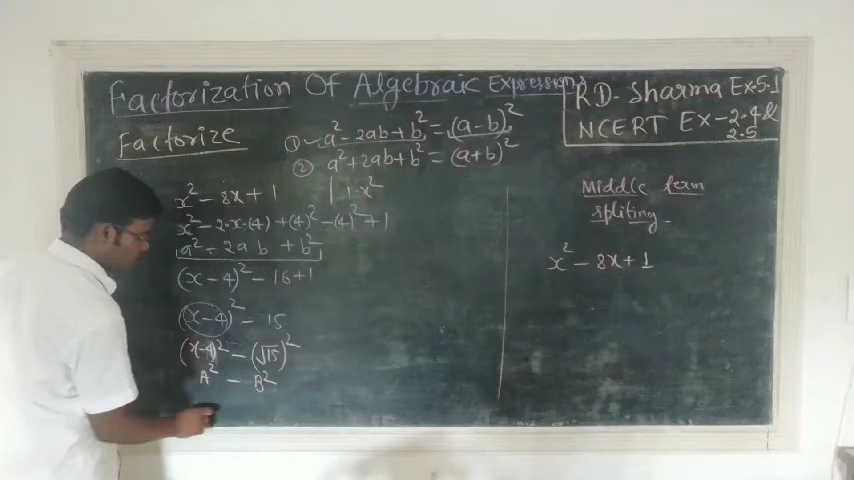 Factorization Of Algebraic Expressions
RD- Sharma Ex.5.1
NCERT Ex-2.4 &
2.5
Factorize
① a² - 2ab + b² = (a - b)²
② a² + 2ab + b² = (a+b)²
x² - 8x + 1 | 1·x²
x² - 2·x·(4) + (4)² - (4)² + 1
a² - 2 a b + b²
(x - 4)² - 16 + 1
(x - 4)² - 15
(x-4)² - (√15)²
A² - B²
Middle term
spliting
x² - 8x + 1